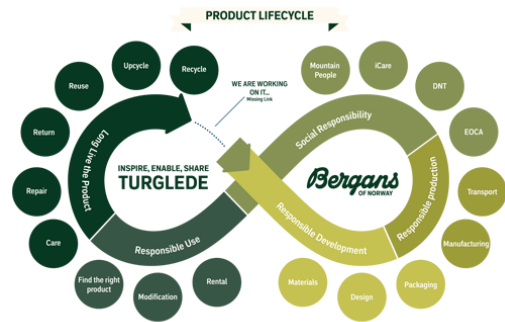 PRODUCT LIFECYCLE
Upcycle
Recycle
Reuse
Return
Repair
Care
Find the right
product
Modification
Rental
Long Live the Product
Responsible Use
INSPIRE, ENABLE, SHARE
TURGLEDE
WE ARE WORKING
ON IT...
Missing Link
Mountain
People
iCare
DNT
EOCA
Transport
Manufacturing
Packaging
Design
Materials
Social Responsibility
Responsible production
Responsible Development
Bergans
OF NORWAY